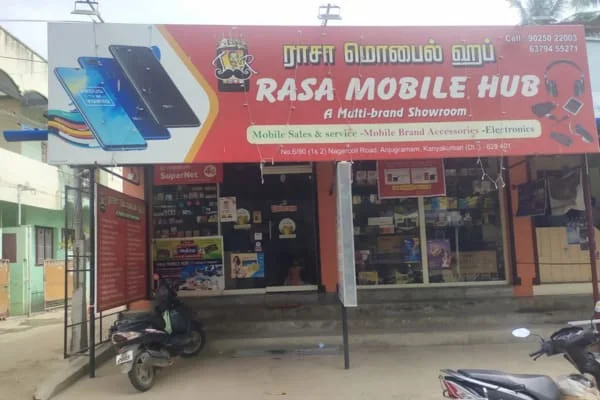 ராசா மொபைல் ஹப்
Call : 90250 22003
63794 55271
RASA MOBILE HUB
A Multi-brand Showroom
Mobile Sales & service -Mobile Brand Accessories -Electronics
No.6/90 (1& 2) Nagercoil Road, Anjugramam, Kanyakumari (Dt.) - 629 401
SuperNet